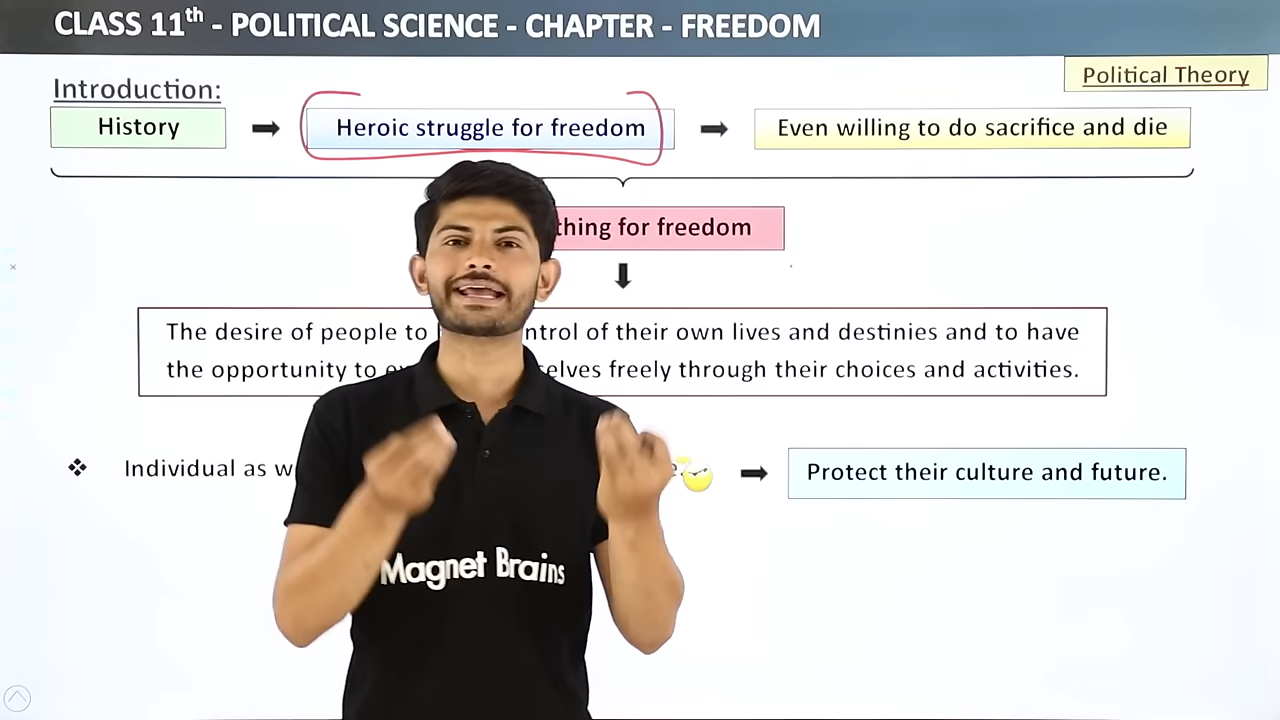 CLASS 11th - POLITICAL SCIENCE - CHAPTER - FREEDOM
Introduction:
Political Theory
History
Heroic struggle for freedom
Even willing to do sacrifice and die
thing for freedom
The desire of people to ntrol of their own lives and destinies and to have
the opportunity to selves freely through their choices and activities.
Individual as
Protect their culture and future.
Magnet Brains